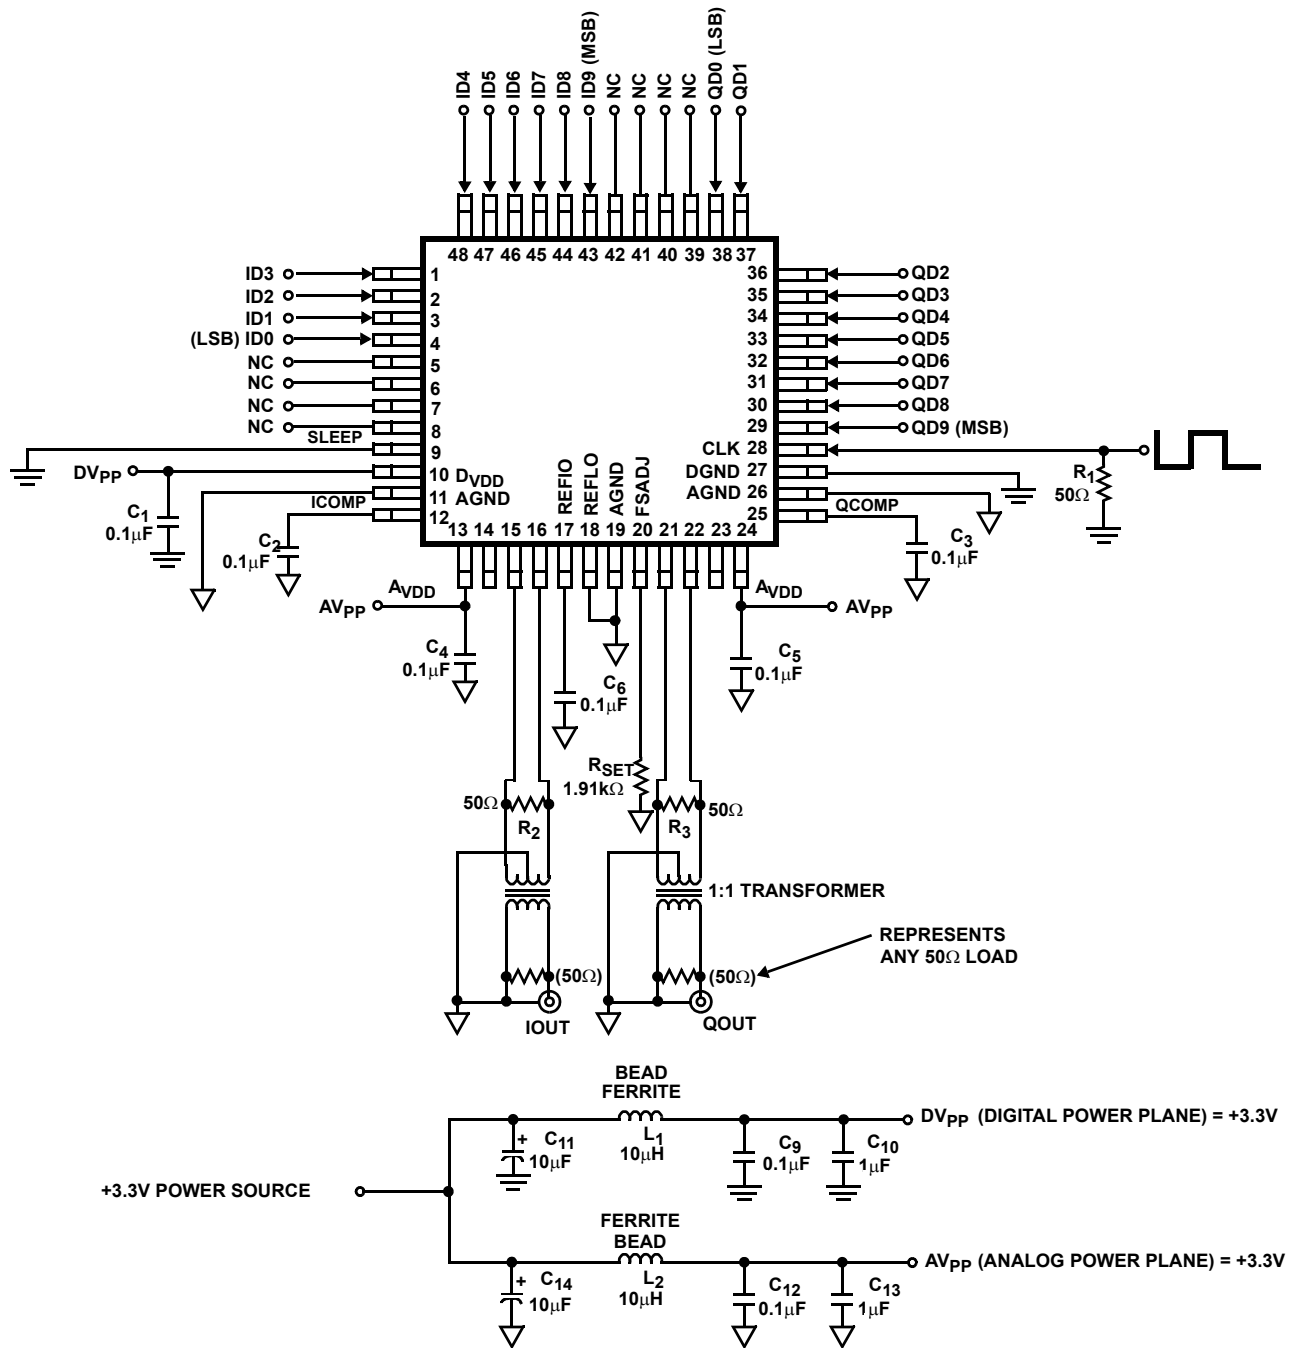 ID4
ID5
ID6
ID7
ID8
ID9 (MSB)
NC
NC
NC
NC
QD0 (LSB)
QD1
48 47 46 45 44 43 42 41 40 39 38 37
ID3
ID2
ID1
(LSB) ID0
NC
NC
NC
NC
SLEEP
DVPP
ICOMP
1
2
3
4
5
6
7
8
9
10 DVDD
11 AGND
12
REFIO
REFLO
AGND
FSADJ
36
35
34
33
32
31
30
29
CLK 28
DGND 27
AGND 26
25
QD2
QD3
QD4
QD5
QD6
QD7
QD8
QD9 (MSB)
QCOMP
R1
50Ω
13 14 15 16 17 18 19 20 21 22 23 24
C1
0.1µF
C2
0.1µF
C3
0.1µF
AVDD
AVPP
AVDD
AVPP
C4
0.1µF
C6
0.1µF
C5
0.1µF
RSET
1.91kΩ
50Ω
R2
R3
50Ω
1:1 TRANSFORMER
REPRESENTS
ANY 50Ω LOAD
(50Ω)
(50Ω)
IOUT
QOUT
BEAD
FERRITE
L1
10µH
C11
+
10µF
C9
0.1µF
C10
1µF
DVPP (DIGITAL POWER PLANE) = +3.3V
+3.3V POWER SOURCE
FERRITE
BEAD
L2
10µH
+
C14
10µF
C12
0.1µF
C13
1µF
AVPP (ANALOG POWER PLANE) = +3.3V